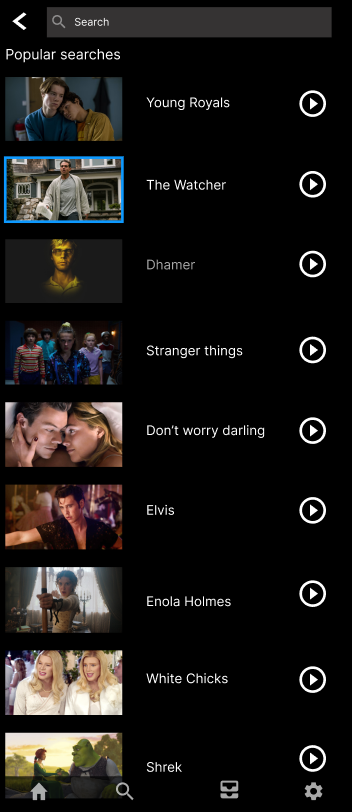 Search
Popular searches
Young Royals
The Watcher
Dhamer
Stranger things
Don't worry darling
Elvis
Enola Holmes
White Chicks
Shrek